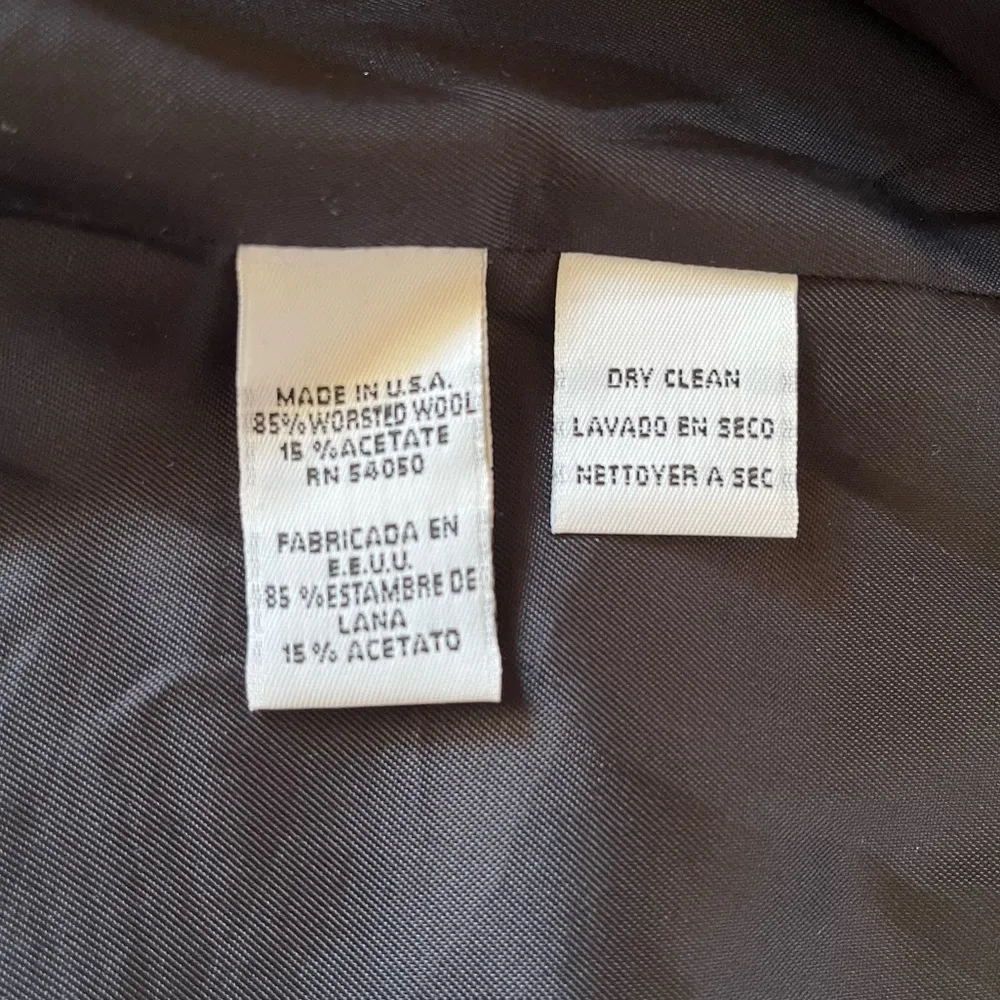 MADE IN U.S.A.
85% WORSTED WOOL
15 % ACETATE
RN 54050
FABRICADA EN
E.E.U.U.
85 % ESTAMBRE DE
LANA
15 % ACETATO
DRY CLEAN
LAVADO EN SECO
NETTOYER A SEC